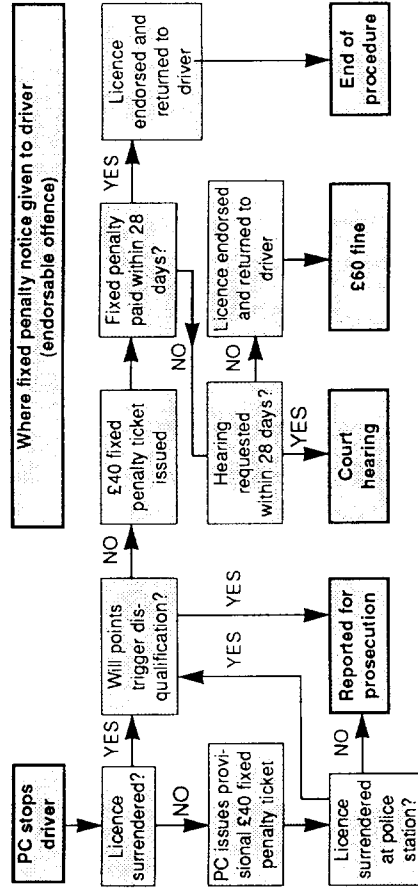 Where fixed penalty notice given to driver
(endorsable offence)
PC stops
driver
Licence
surrendered?
YES
NO
Will points
trigger dis-
qualification?
NO
YES
£40 fixed
penalty ticket
issued
Fixed penalty
paid within 28
days?
YES
NO
Licence
endorsed and
returned to
driver
PC issues provi-
sional £40 fixed
penalty ticket
YES
Hearing
requested
within 28 days?
NO
YES
Licence endorsed
and returned to
driver
Licence
surrendered
at police
station?
NO
Reported for
prosecution
Court
hearing
£60 fine
End of
procedure